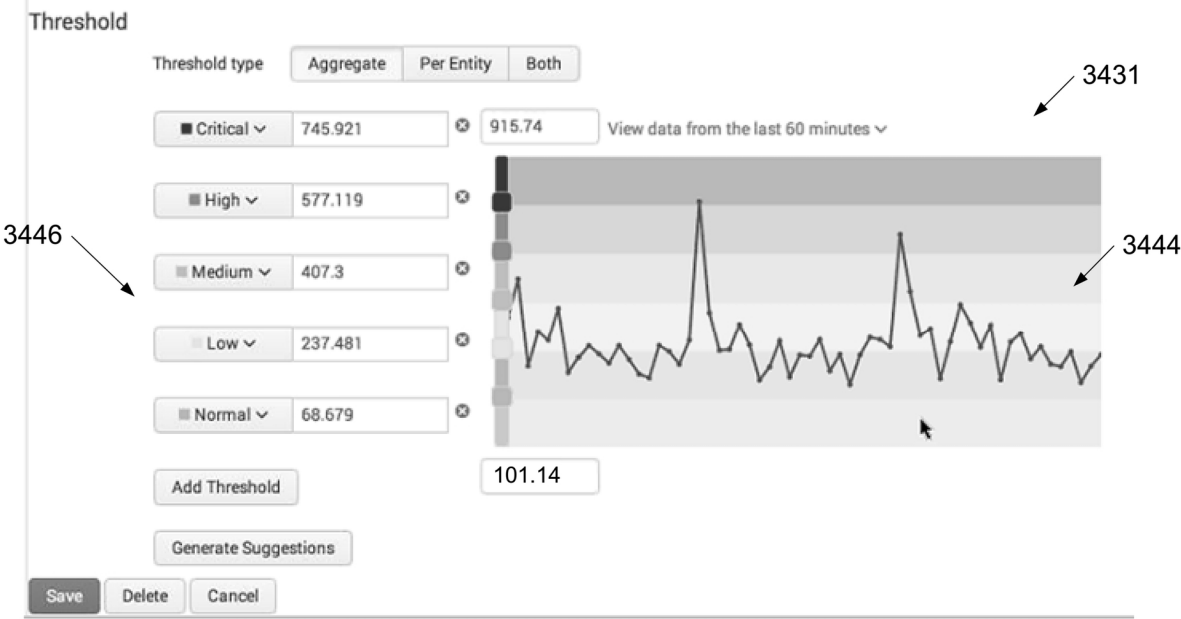 Threshold
Threshold type Aggregate Per Entity Both
3431
Critical 745.921 915.74 View data from the last 60 minutes
High 577.119
3446
3444
Medium 407.3
Low 237.481
Normal 68.679
101.14
Add Threshold
Generate Suggestions
Save Delete Cancel